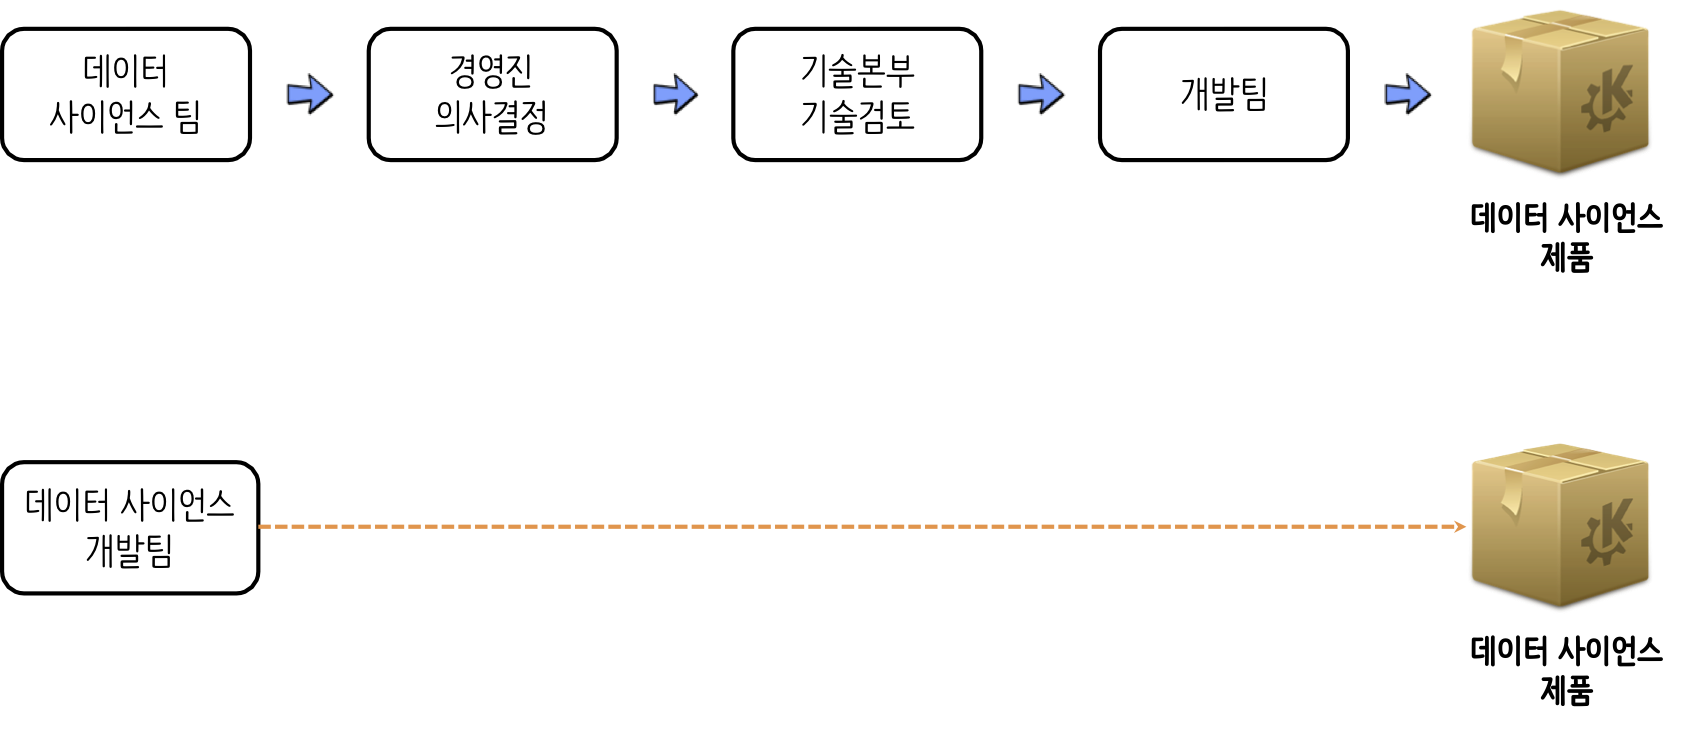 데이터
사이언스 팀
경영진
의사결정
기술본부
기술검토
개발팀
데이터 사이언스
제품
데이터 사이언스
개발팀
데이터 사이언스
제품